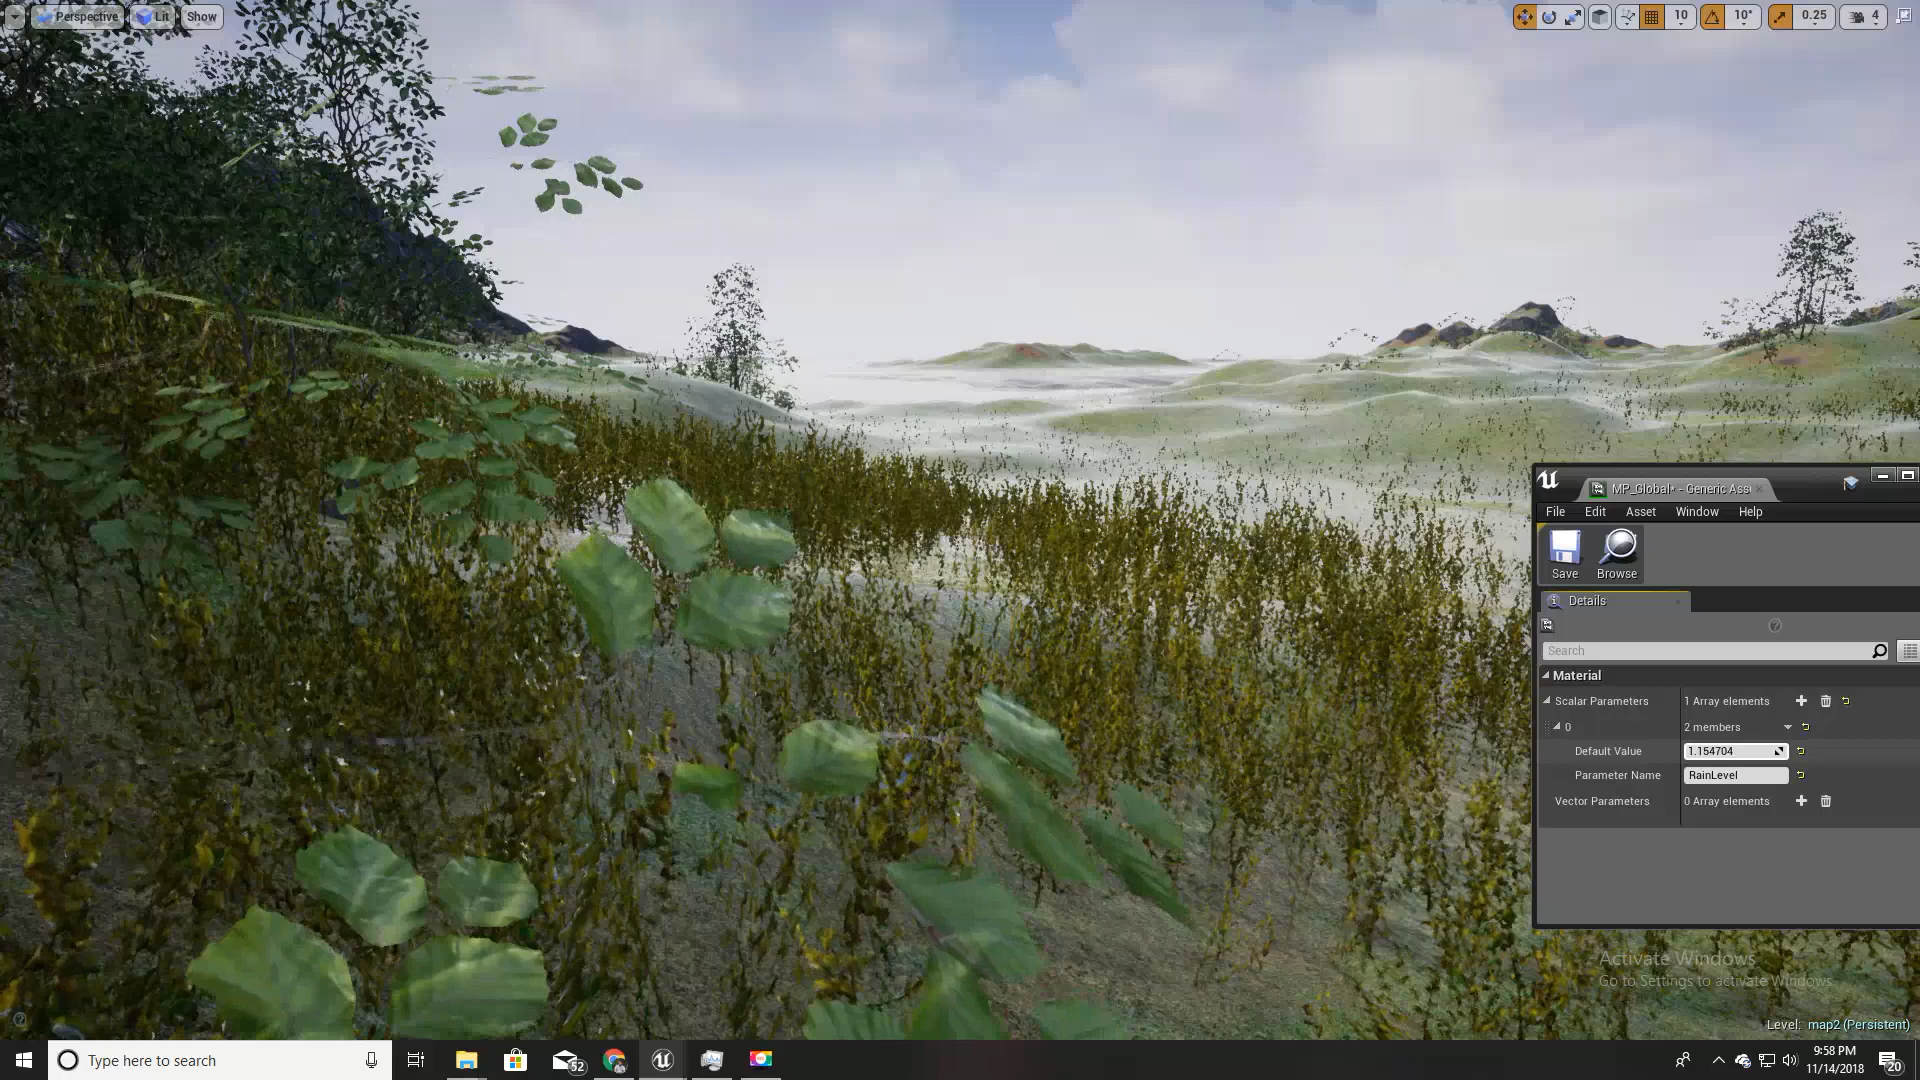 Perspective Lit Show
10 10° 0.25 4
MP_Global* - Generic Ass
File Edit Asset Window Help
Save Browse
Details
Search
Material
Scalar Parameters 1 Array elements
0 2 members
Default Value 1.154704
Parameter Name RainLevel
Vector Parameters 0 Array elements
Activate Windows
Go to Settings to activate Windows.
Level: map2 (Persistent)
Type here to search
52
9:58 PM
11/14/2018
20